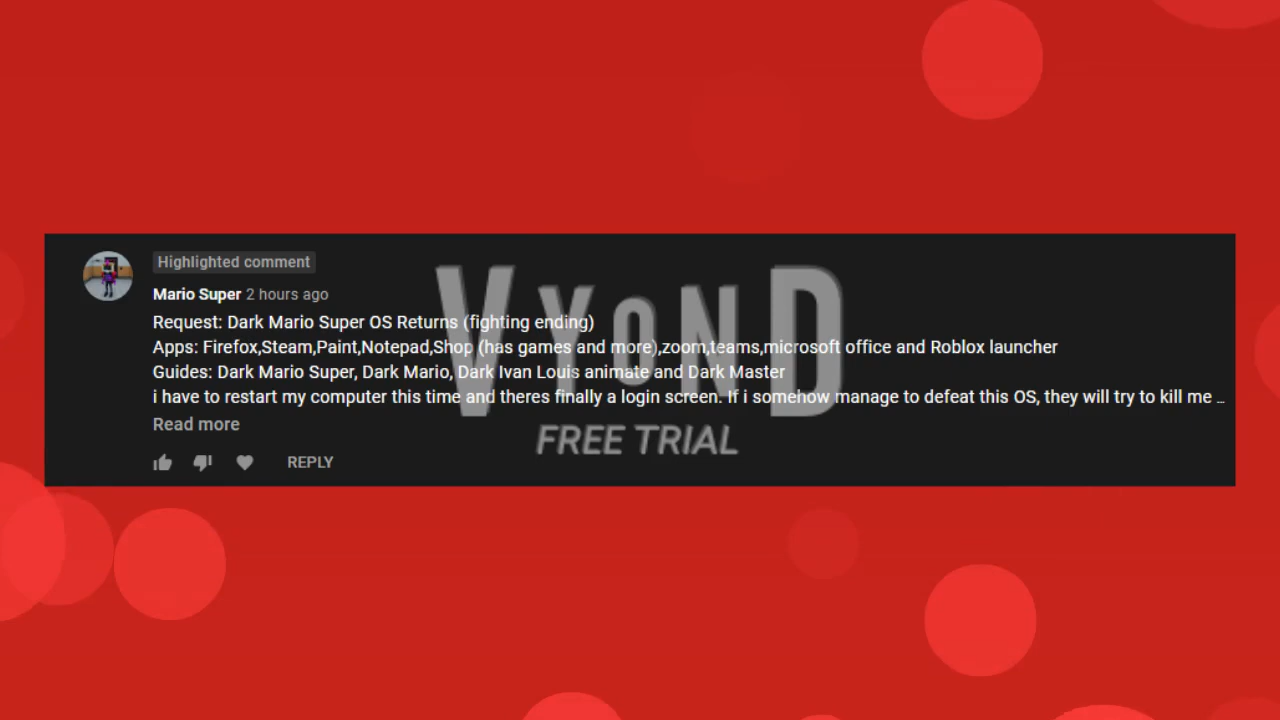 Highlighted comment
Mario Super 2 hours ago
Request: Dark Mario Super OS Returns (fighting ending)
Apps: Firefox,Steam,Paint,Notepad,Shop (has games and more),zoom,teams,microsoft office and Roblox launcher
Guides: Dark Mario Super, Dark Mario, Dark Ivan Louis animate and Dark Master
i have to restart my computer this time and theres finally a login screen. If i somehow manage to defeat this OS, they will try to kill me ...
Read more
REPLY
VYOND
FREE TRIAL